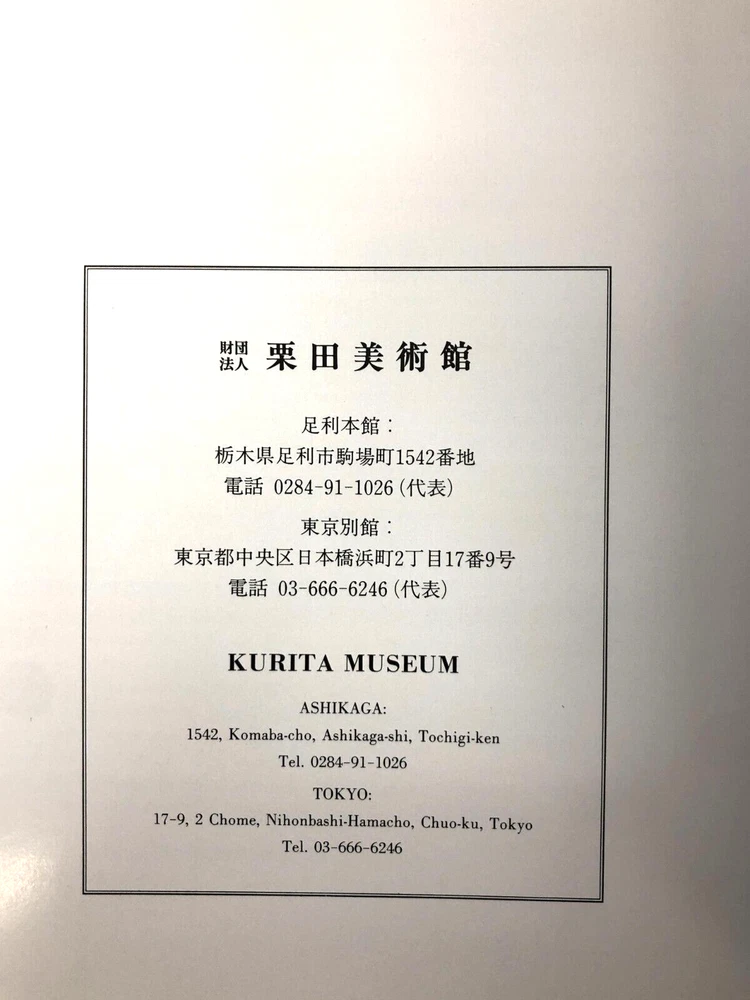 財団法人 栗田美術館
足利本館：
栃木県足利市駒場町1542番地
電話 0284-91-1026（代表）
東京別館：
東京都中央区日本橋浜町2丁目17番9号
電話 03-666-6246（代表）
KURITA MUSEUM
ASHIKAGA:
1542, Komaba-cho, Ashikaga-shi, Tochigi-ken
Tel. 0284-91-1026
TOKYO:
17-9, 2 Chome, Nihonbashi-Hamacho, Chuo-ku, Tokyo
Tel. 03-666-6246